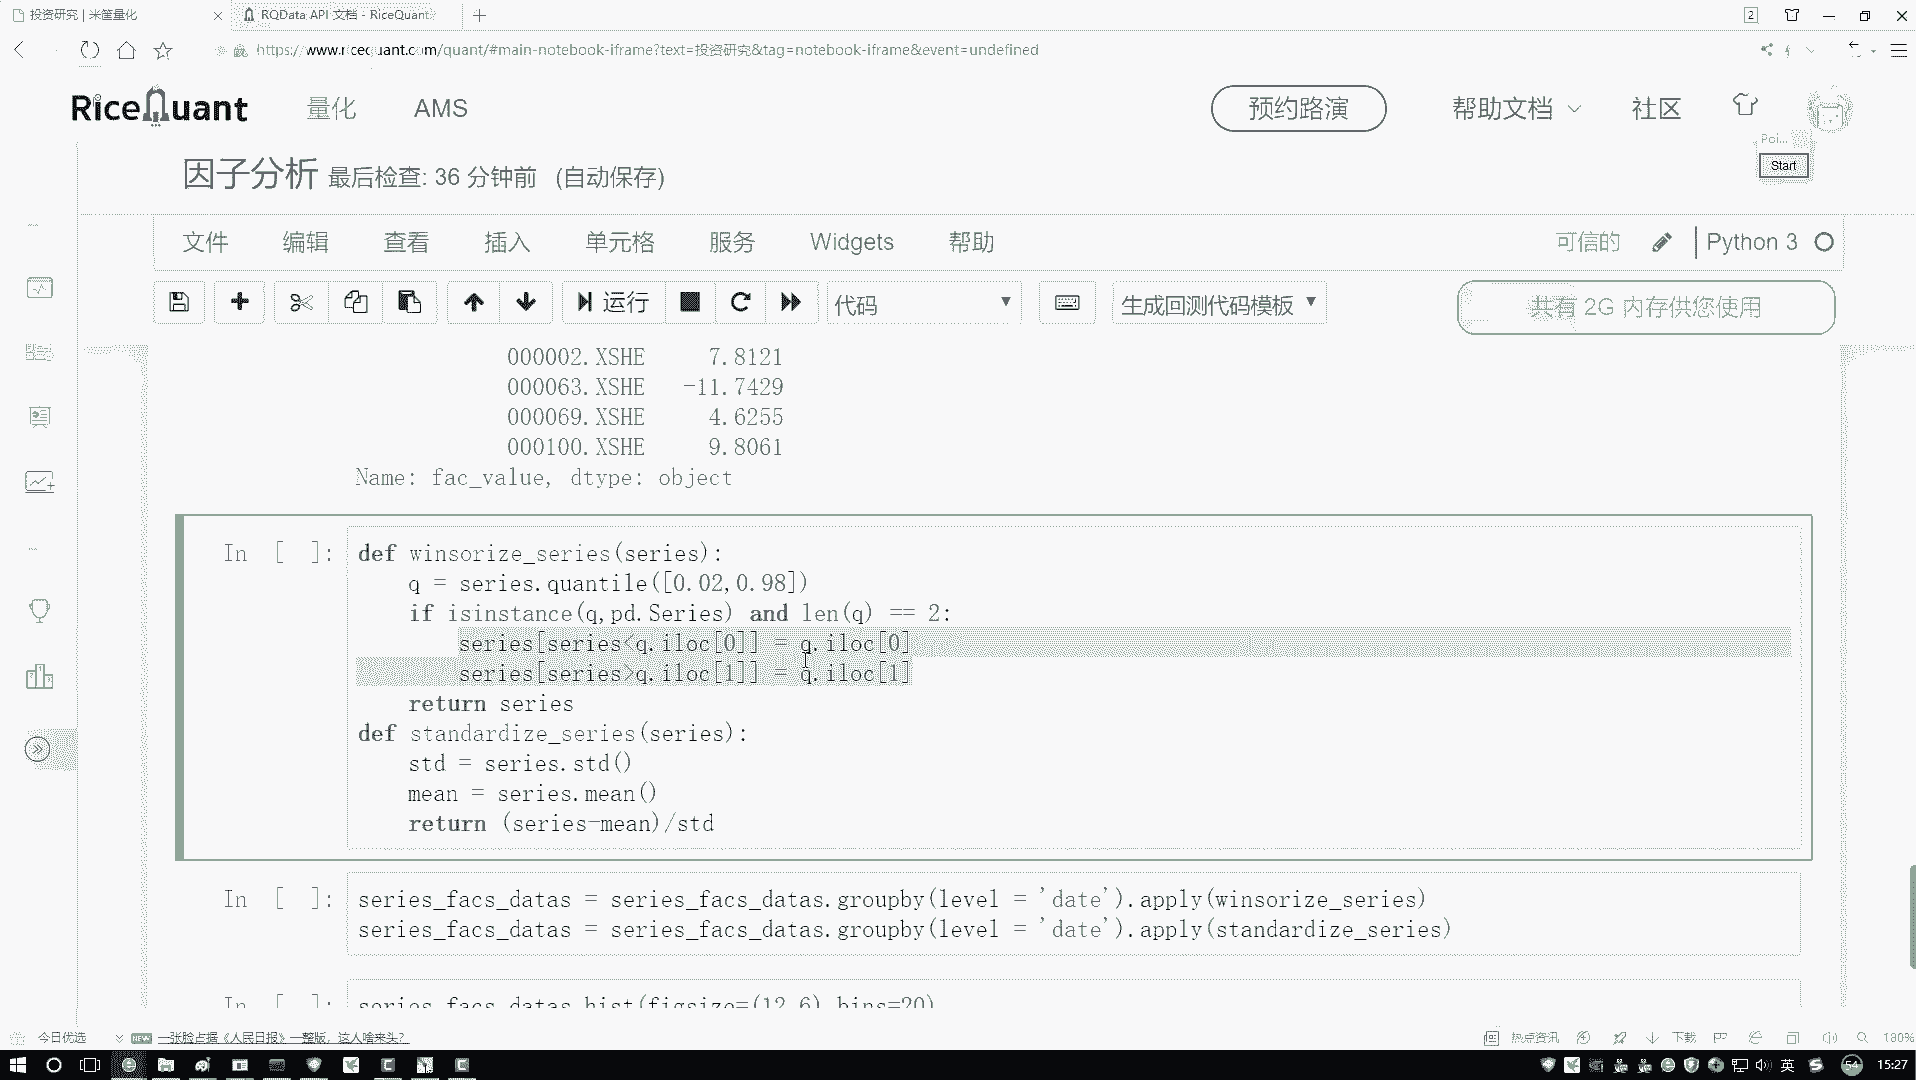 投资研究 | 米筐量化
RQData API 文档 - RiceQuant
2
https://www.ricequant.com/quant/#main-notebook-iframe?text=投资研究&tag=notebook-iframe&event=undefined
RiceQuant
量化
AMS
预约路演
帮助文档
社区
Poi...
Start
因子分析 最后检查: 36 分钟前 (自动保存)
文件
编辑
查看
插入
单元格
服务
Widgets
帮助
可信的
Python 3
运行
代码
生成回测代码模板
共有 2G 内存供您使用
000002.XSHE 7.8121
000063.XSHE -11.7429
000069.XSHE 4.6255
000100.XSHE 9.8061
Name: fac_value, dtype: object
In [ ]:
def winsorize_series(series):
q = series.quantile([0.02,0.98])
if isinstance(q,pd.Series) and len(q) == 2:
series[series<q.iloc[0]] = q.iloc[0]
series[series>q.iloc[1]] = q.iloc[1]
return series
def standardize_series(series):
std = series.std()
mean = series.mean()
return (series-mean)/std
In [ ]:
series_facs_datas = series_facs_datas.groupby(level = 'date').apply(winsorize_series)
series_facs_datas = series_facs_datas.groupby(level = 'date').apply(standardize_series)
In [ ]:
series_facs_datas.hist(figsize=(12,6),bins=20)
今日优选
NEW
一张脸占据《人民日报》一整版，这人啥来头？
热点资讯
下载
180%
英
54
15:27